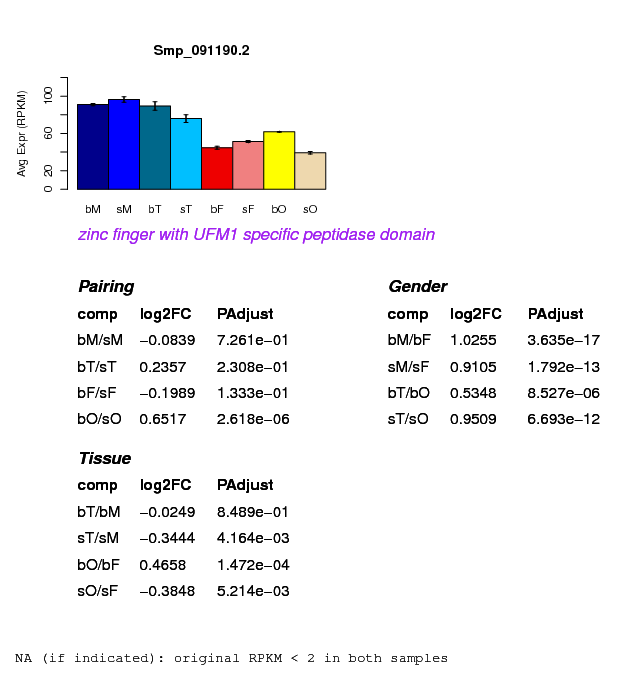 Smp_091190.2
Avg Expr (RPKM)
0 20 60 100
bM sM bT sT bF sF bO sO
zinc finger with UFM1 specific peptidase domain
Pairing
comp log2FC PAdjust
bM/sM −0.0839 7.261e−01
bT/sT 0.2357 2.308e−01
bF/sF −0.1989 1.333e−01
bO/sO 0.6517 2.618e−06
Gender
comp log2FC PAdjust
bM/bF 1.0255 3.635e−17
sM/sF 0.9105 1.792e−13
bT/bO 0.5348 8.527e−06
sT/sO 0.9509 6.693e−12
Tissue
comp log2FC PAdjust
bT/bM −0.0249 8.489e−01
sT/sM −0.3444 4.164e−03
bO/bF 0.4658 1.472e−04
sO/sF −0.3848 5.214e−03
NA (if indicated): original RPKM < 2 in both samples